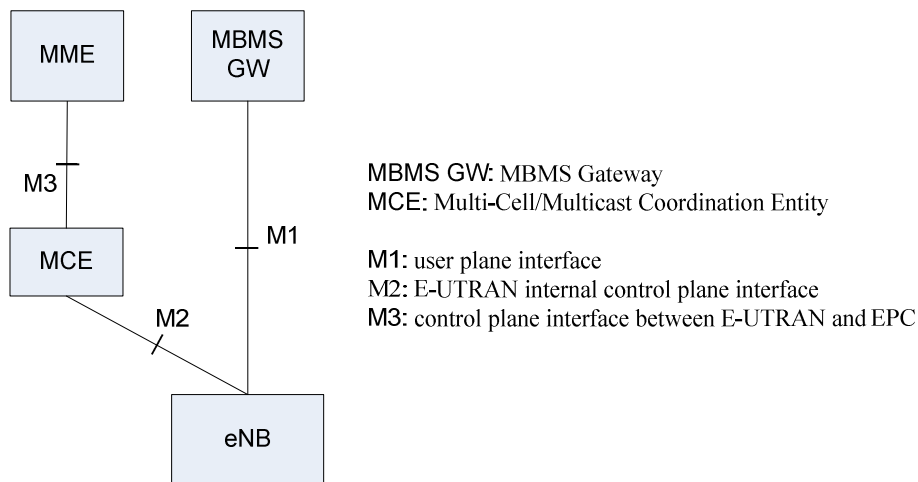 MME
MBMS
GW
M3
MBMS GW: MBMS Gateway
MCE: Multi-Cell/Multicast Coordination Entity
M1
MCE
M1: user plane interface
M2: E-UTRAN internal control plane interface
M3: control plane interface between E-UTRAN and EPC
M2
eNB